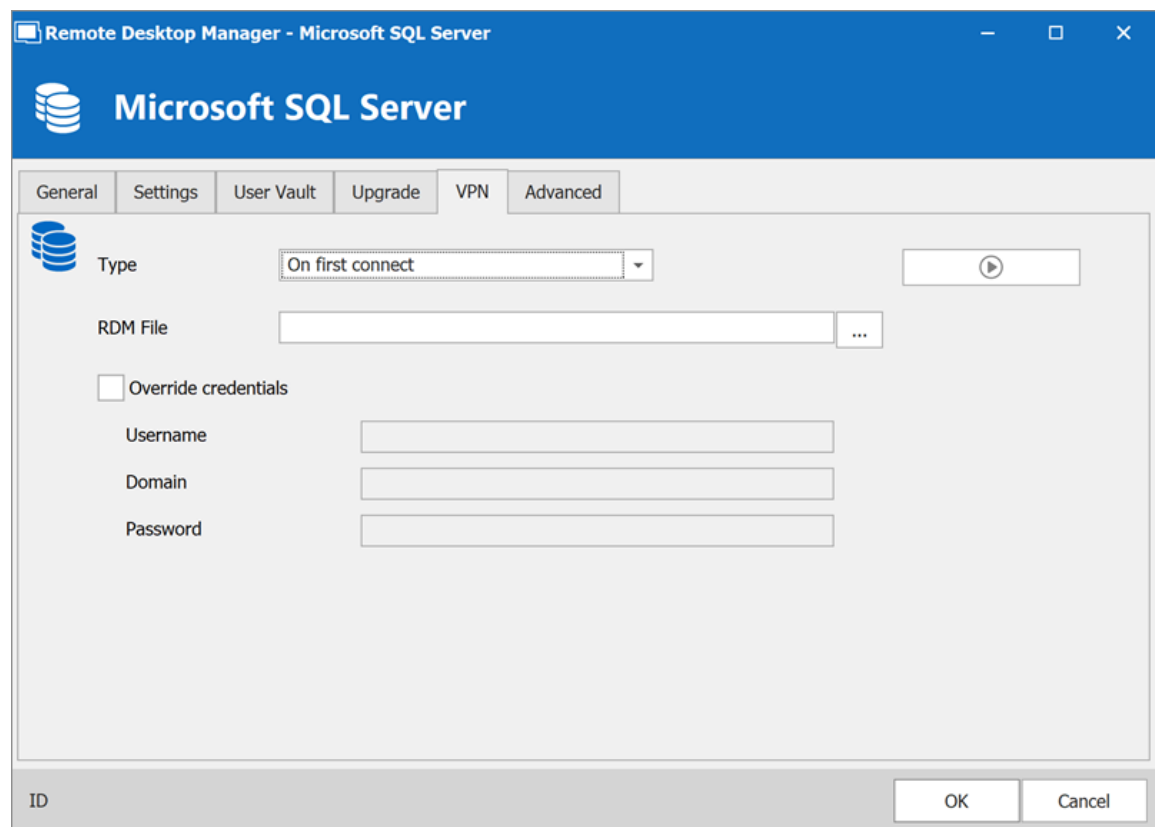 Remote Desktop Manager - Microsoft SQL Server
Microsoft SQL Server
General Settings User Vault Upgrade VPN Advanced
Type On first connect
RDM File ...
Override credentials
Username
Domain
Password
ID OK Cancel